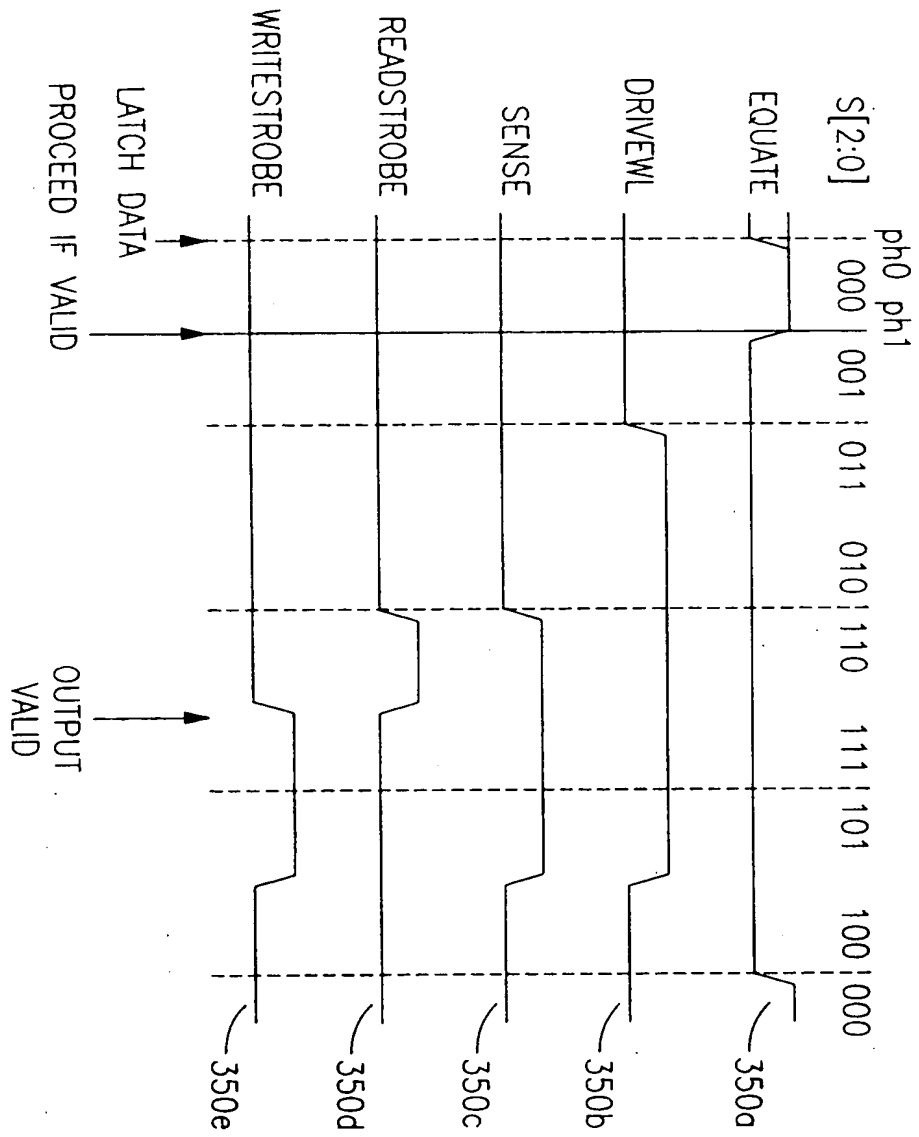 ph0 ph1
S[2:0] 000 001 011 010 110 111 101 100 000
EQUATE 350a
DRIVEWL 350b
SENSE 350c
READSTROBE 350d
WRITESTROBE 350e
LATCH DATA
PROCEED IF VALID
OUTPUT
VALID